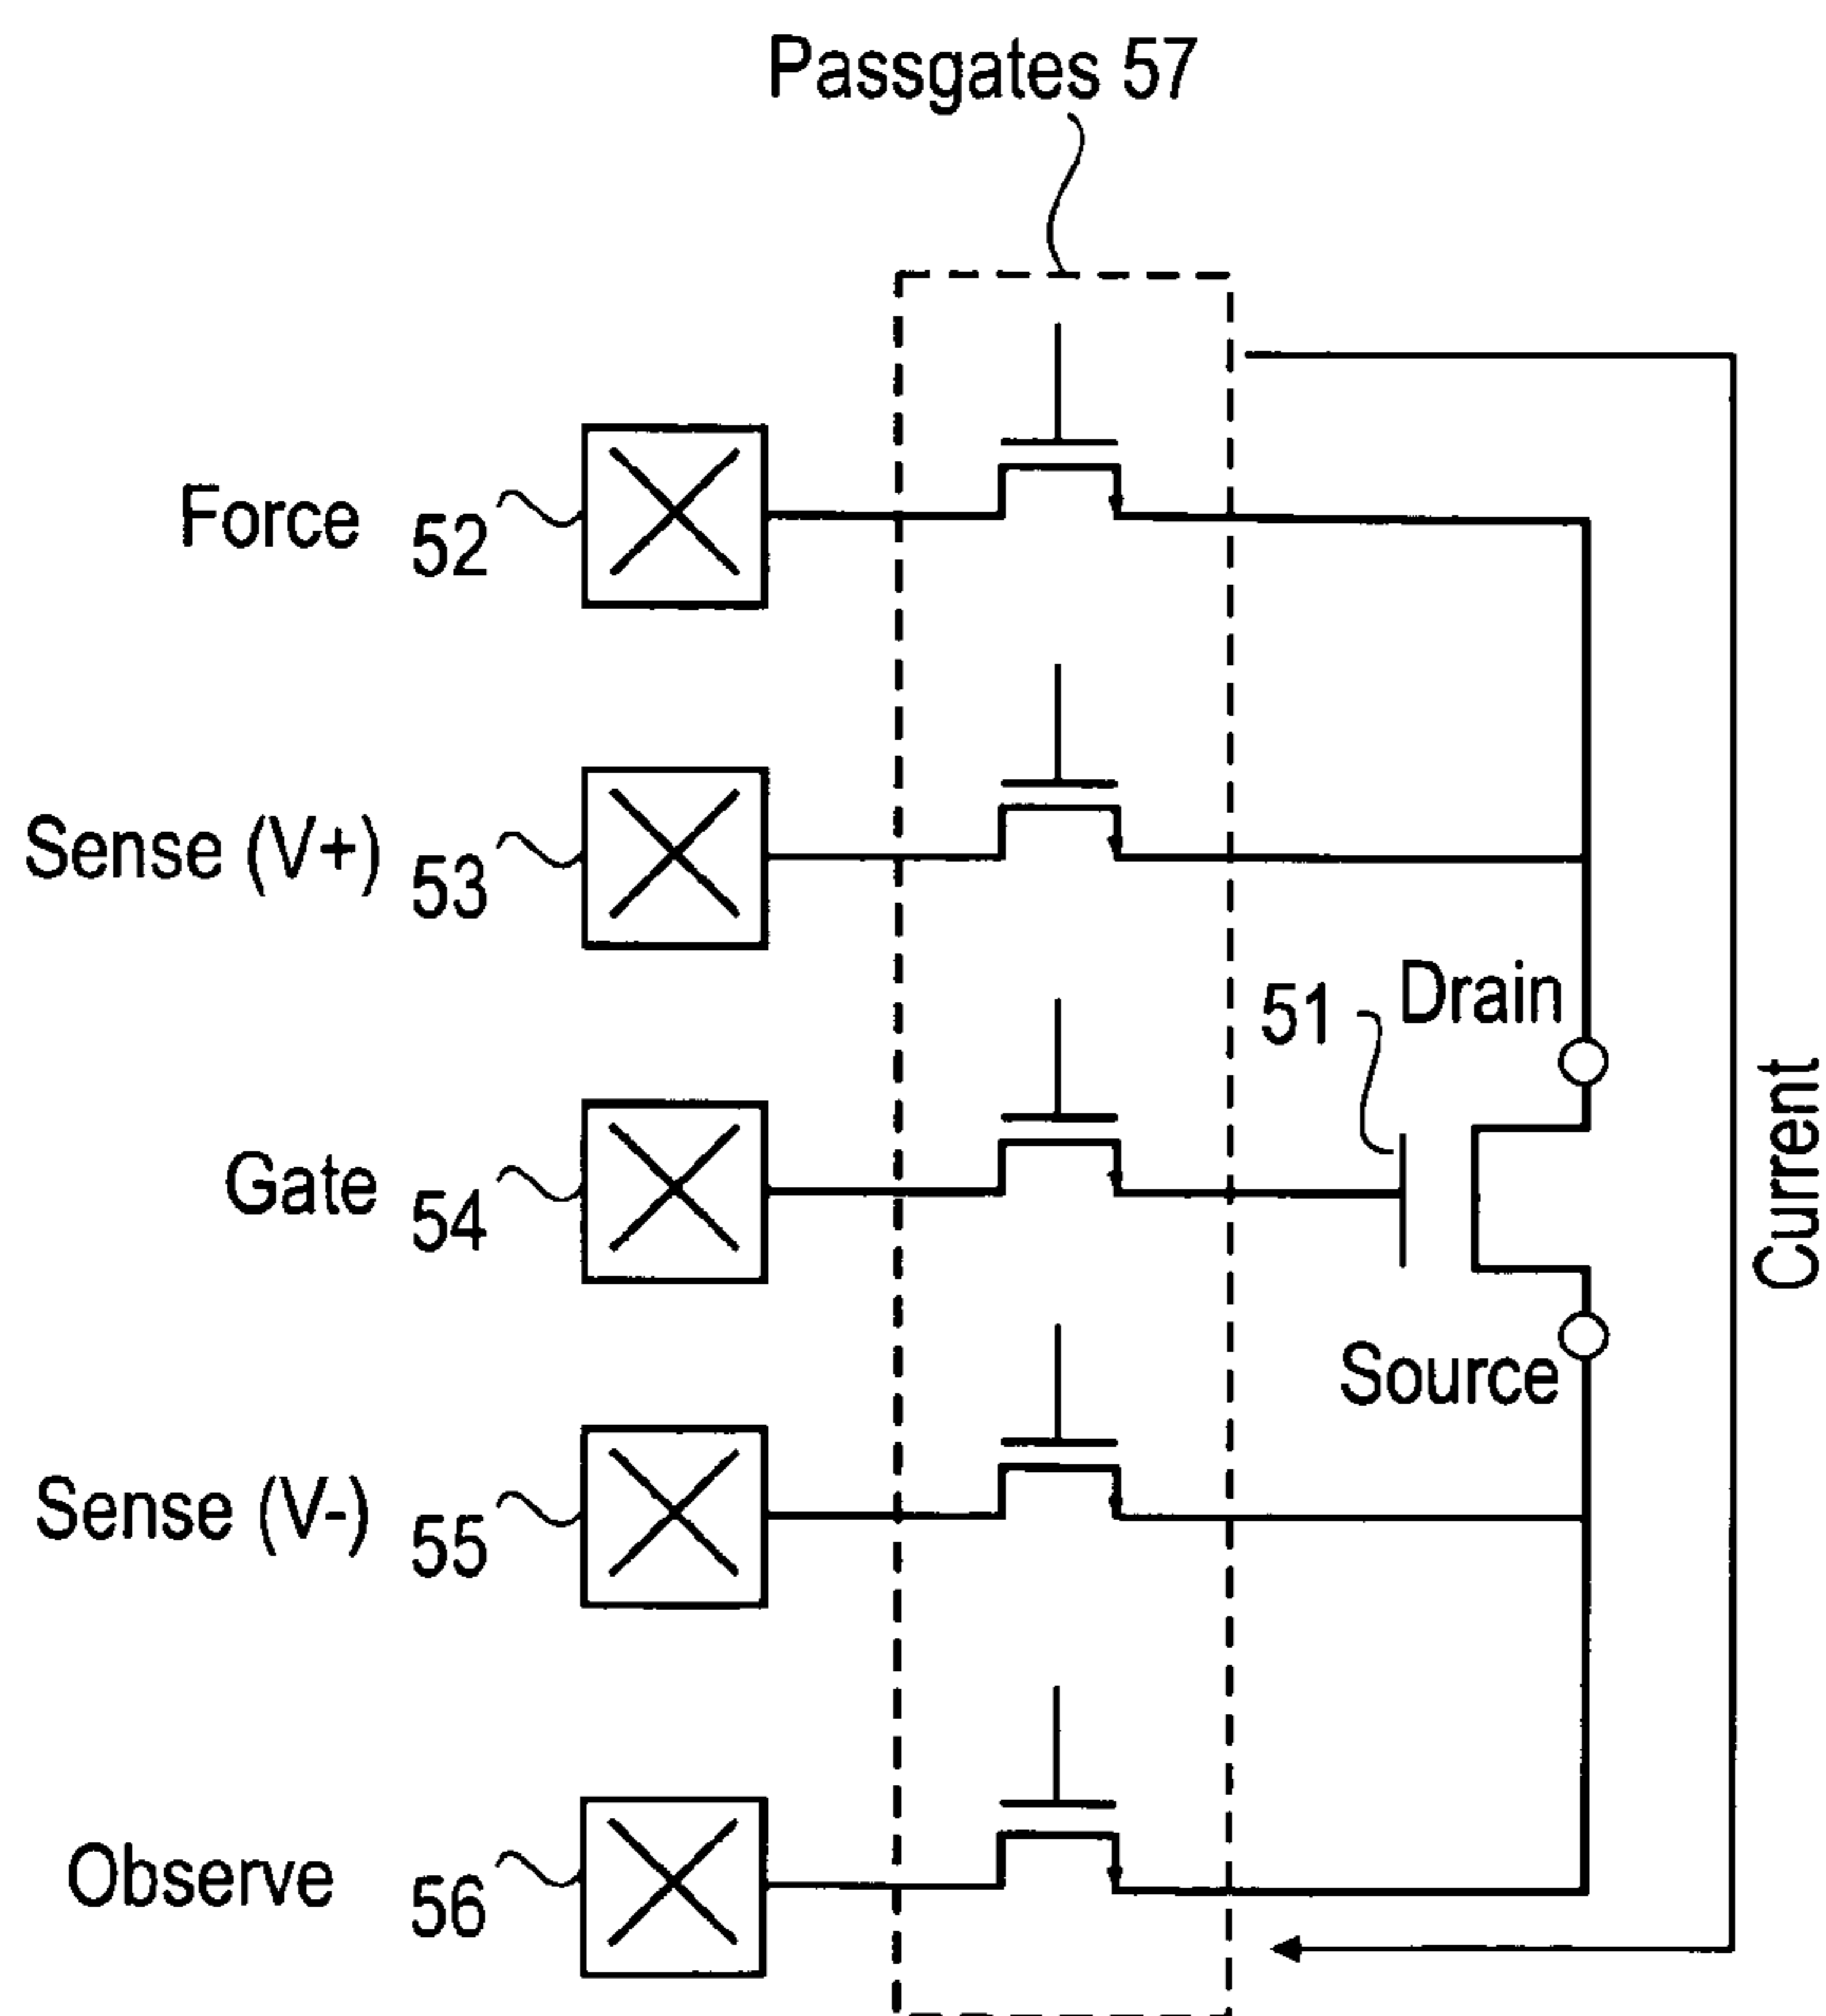 Passgates 57
Force 52
Sense (V+) 53
51 Drain
Gate 54
Source
Sense (V-) 55
Observe 56
Current